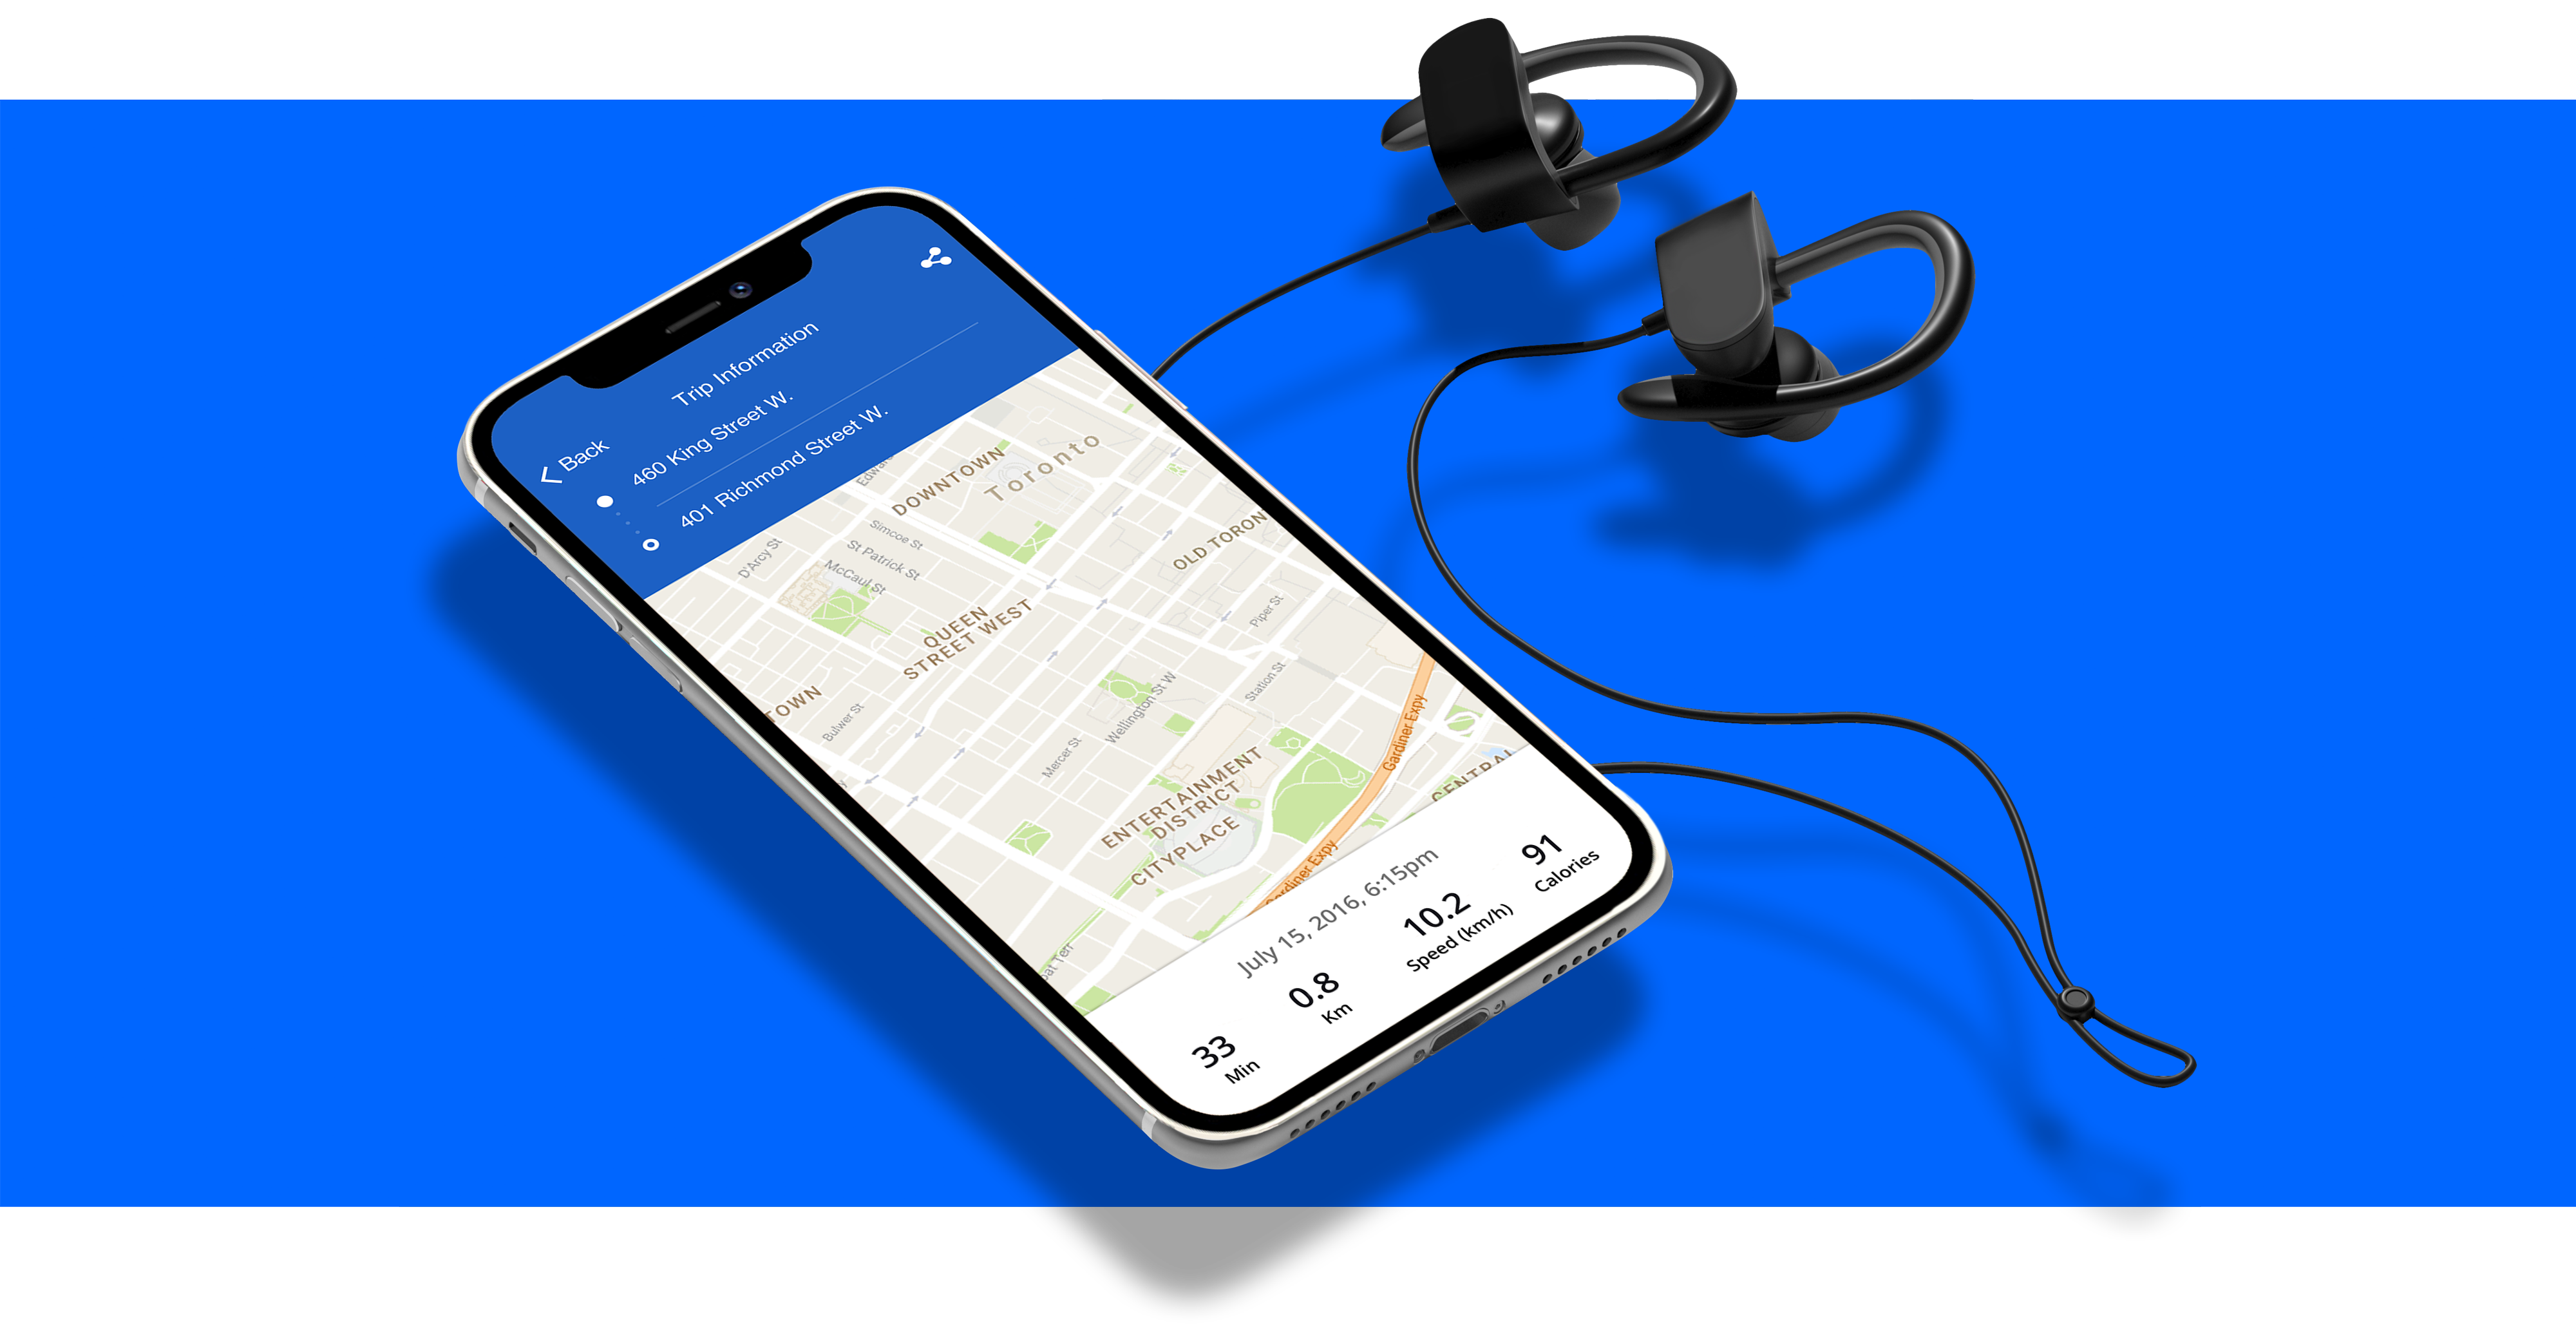 Trip Information
Back
460 King Street W.
401 Richmond Street W.
Toronto
DOWNTOWN
Simcoe St
St Patrick St
McCaul St
D'Arcy St
OLD TORON
Piper St
QUEEN
STREET WEST
Station St
Wellington St W
TOWN
Bulwer St
Mercer St
Gardiner Expy
ENTERTAINMENT
DISTRICT
CITYPLACE
CENTRAL
July 15, 2016, 6:15pm
33
Min
0.8
Km
10.2
Speed (km/h)
91
Calories